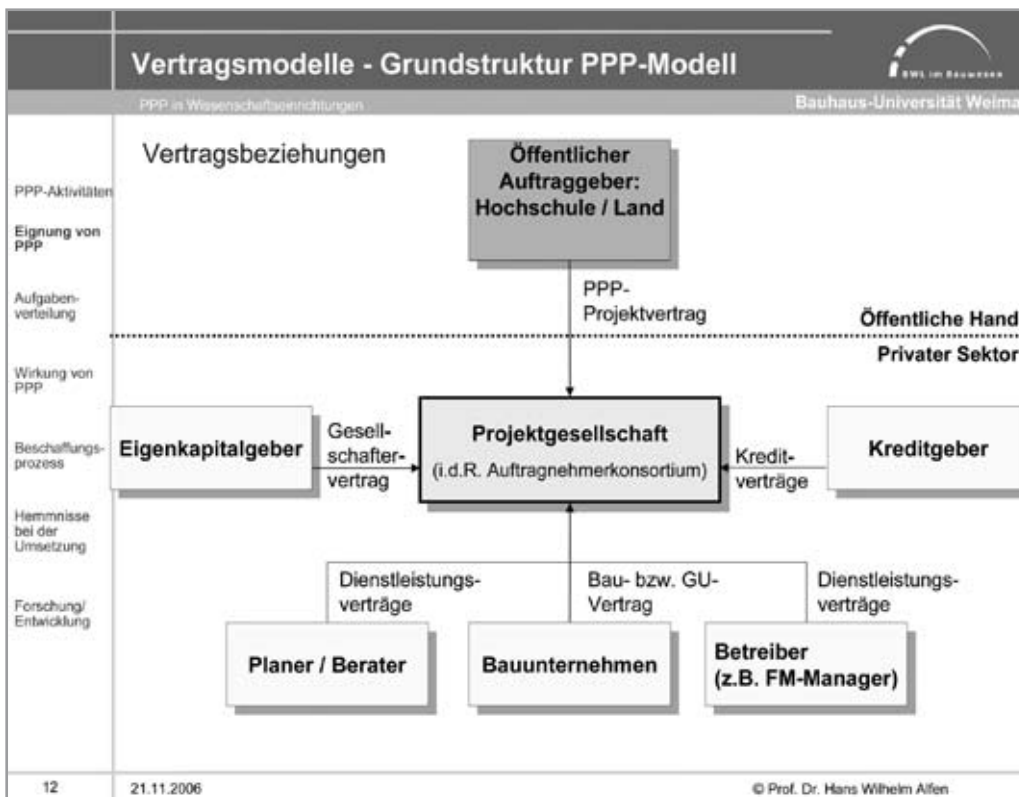 Vertragsmodelle - Grundstruktur PPP-Modell
BWL im Bauwesen
PPP in Wissenschaftseinrichtungen
Bauhaus-Universität Weima
PPP-Aktivitäten
Eignung von
PPP
Aufgaben-
verteilung
Wirkung von
PPP
Beschaffungs-
prozess
Hemmnisse
bei der
Umsetzung
Forschung/
Entwicklung
Vertragsbeziehungen
Öffentlicher
Auftraggeber:
Hochschule / Land
PPP-
Projektvertrag
Öffentliche Hand
Privater Sektor
Eigenkapitalgeber
Gesell-
schafter-
vertrag
Projektgesellschaft
(i.d.R. Auftragnehmerkonsortium)
Kredit-
verträge
Kreditgeber
Dienstleistungs-
verträge
Bau- bzw. GU-
Vertrag
Dienstleistungs-
verträge
Planer / Berater
Bauunternehmen
Betreiber
(z.B. FM-Manager)
12
21.11.2006
© Prof. Dr. Hans Wilhelm Alfen